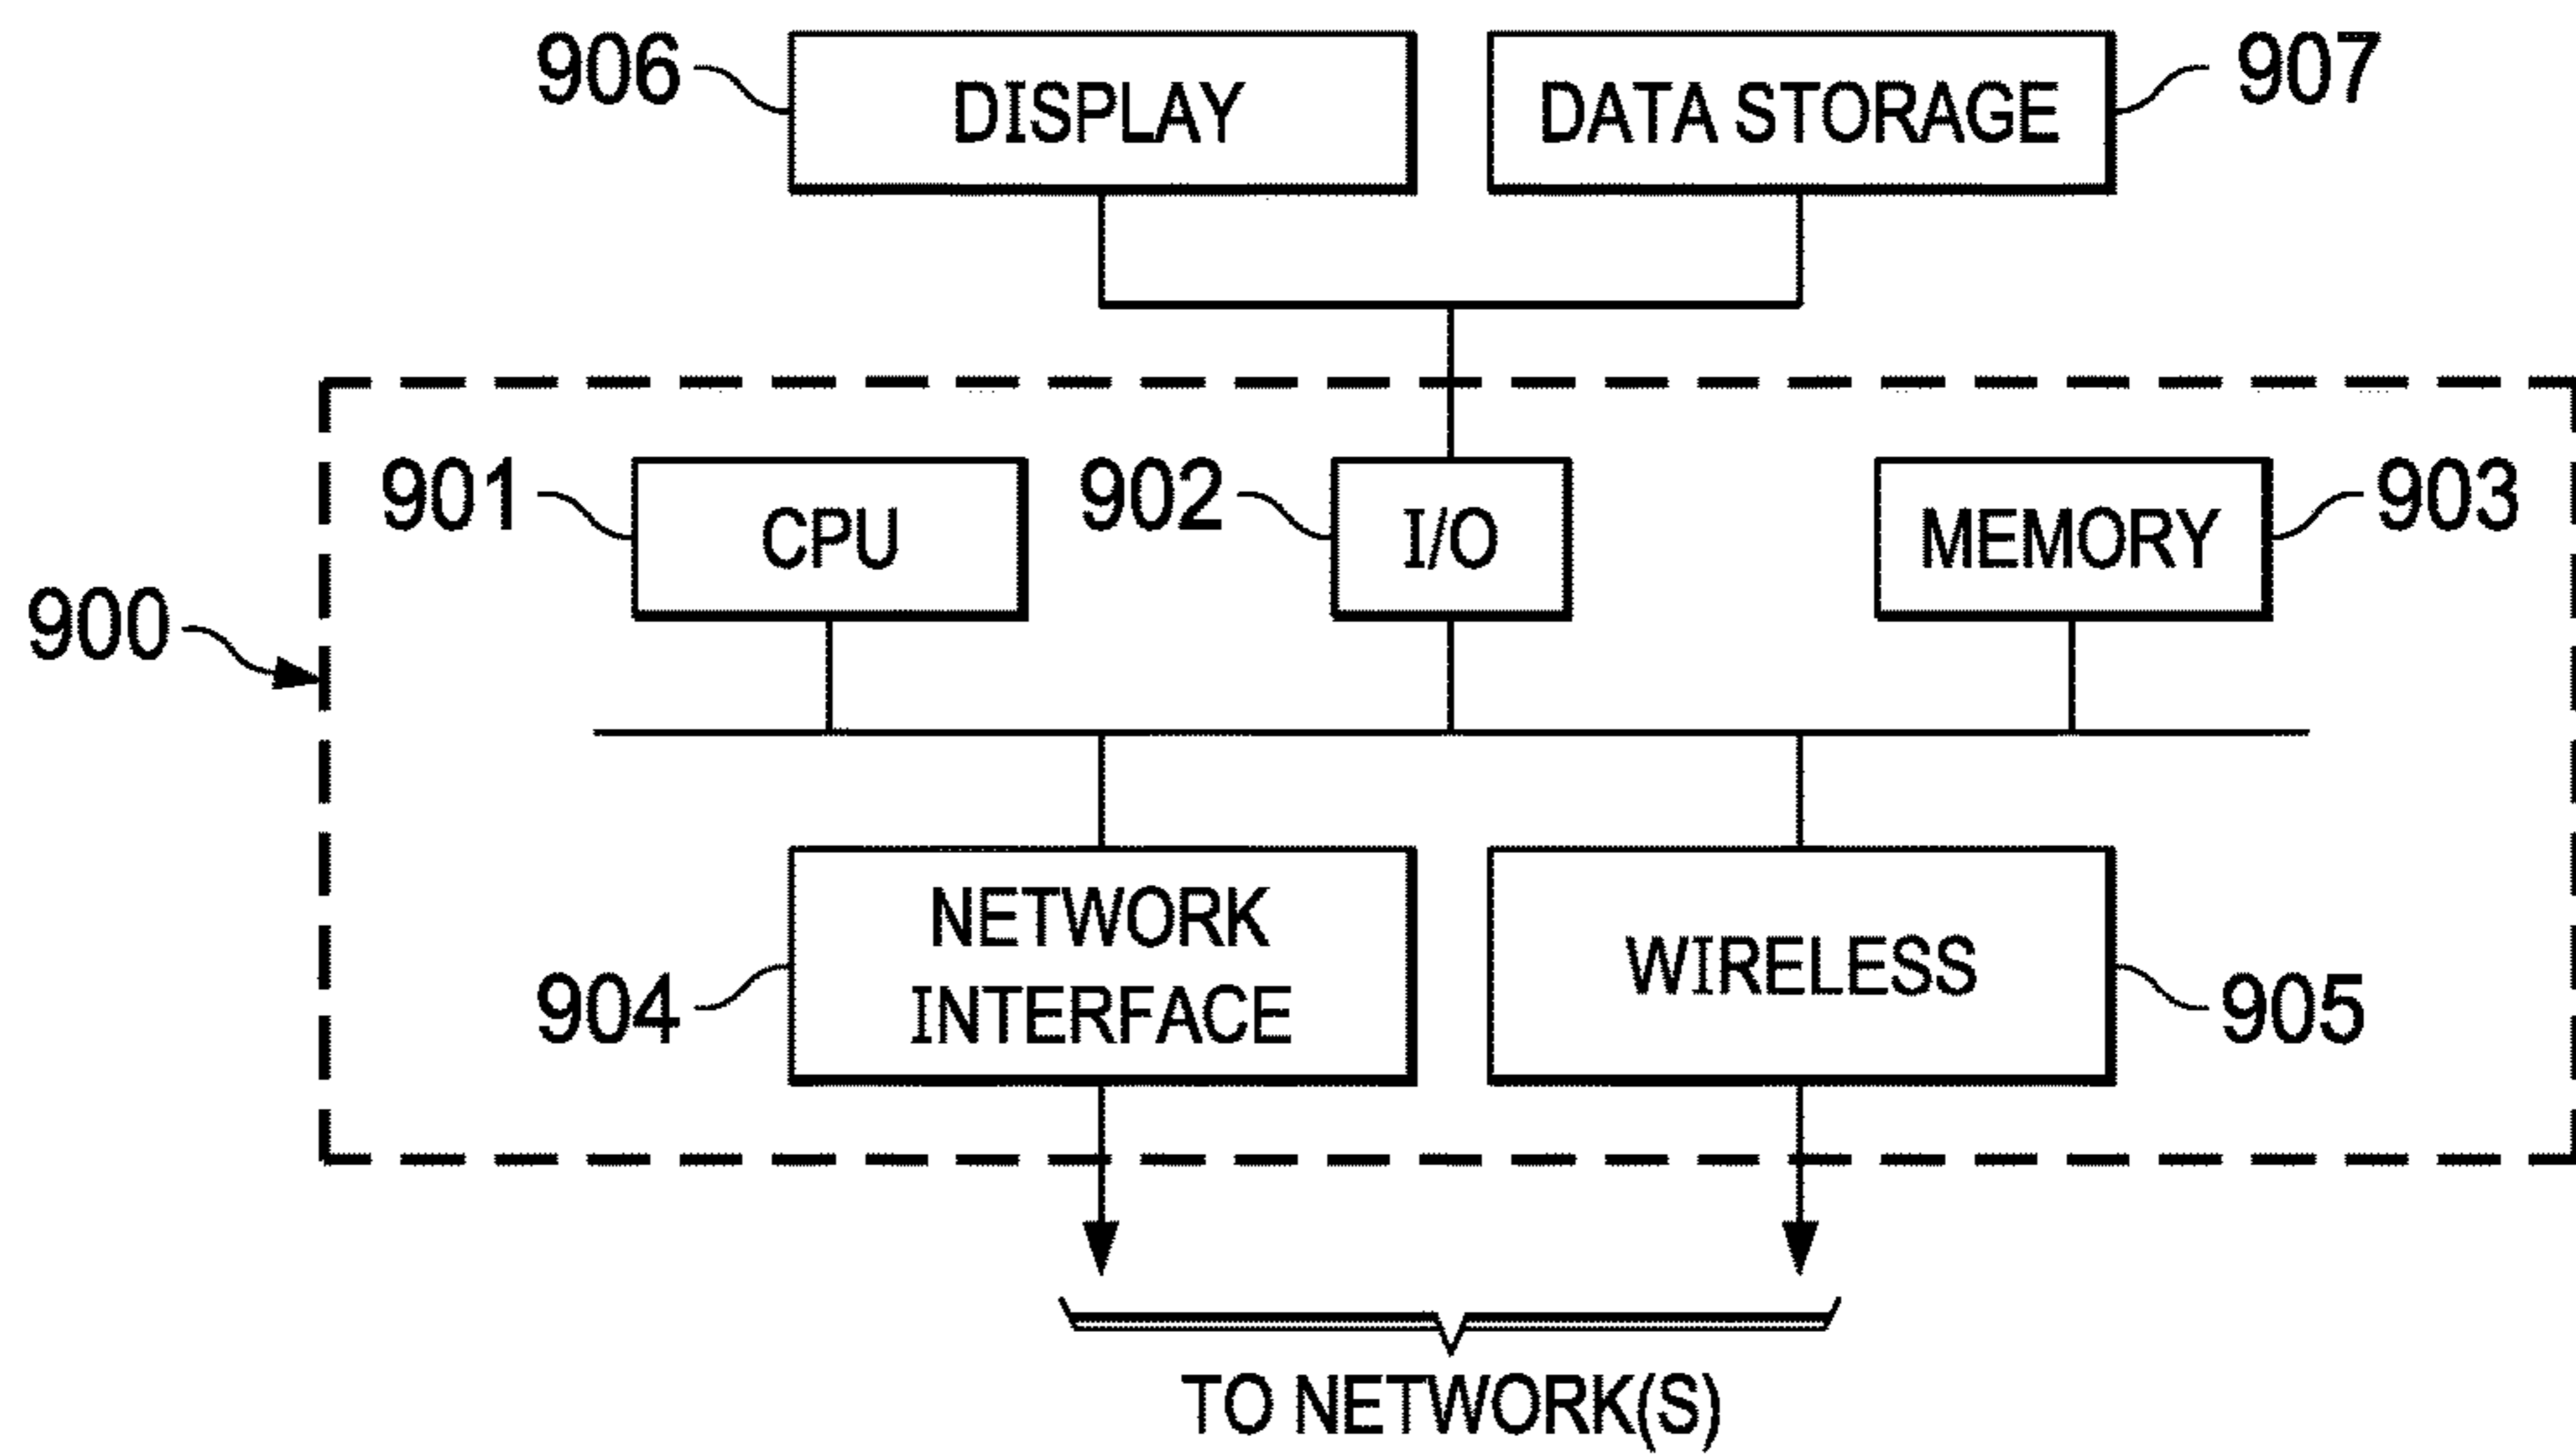 906 DISPLAY DATA STORAGE 907
901 CPU 902 I/O MEMORY 903
900
NETWORK
INTERFACE
904
WIRELESS
905
TO NETWORK(S)